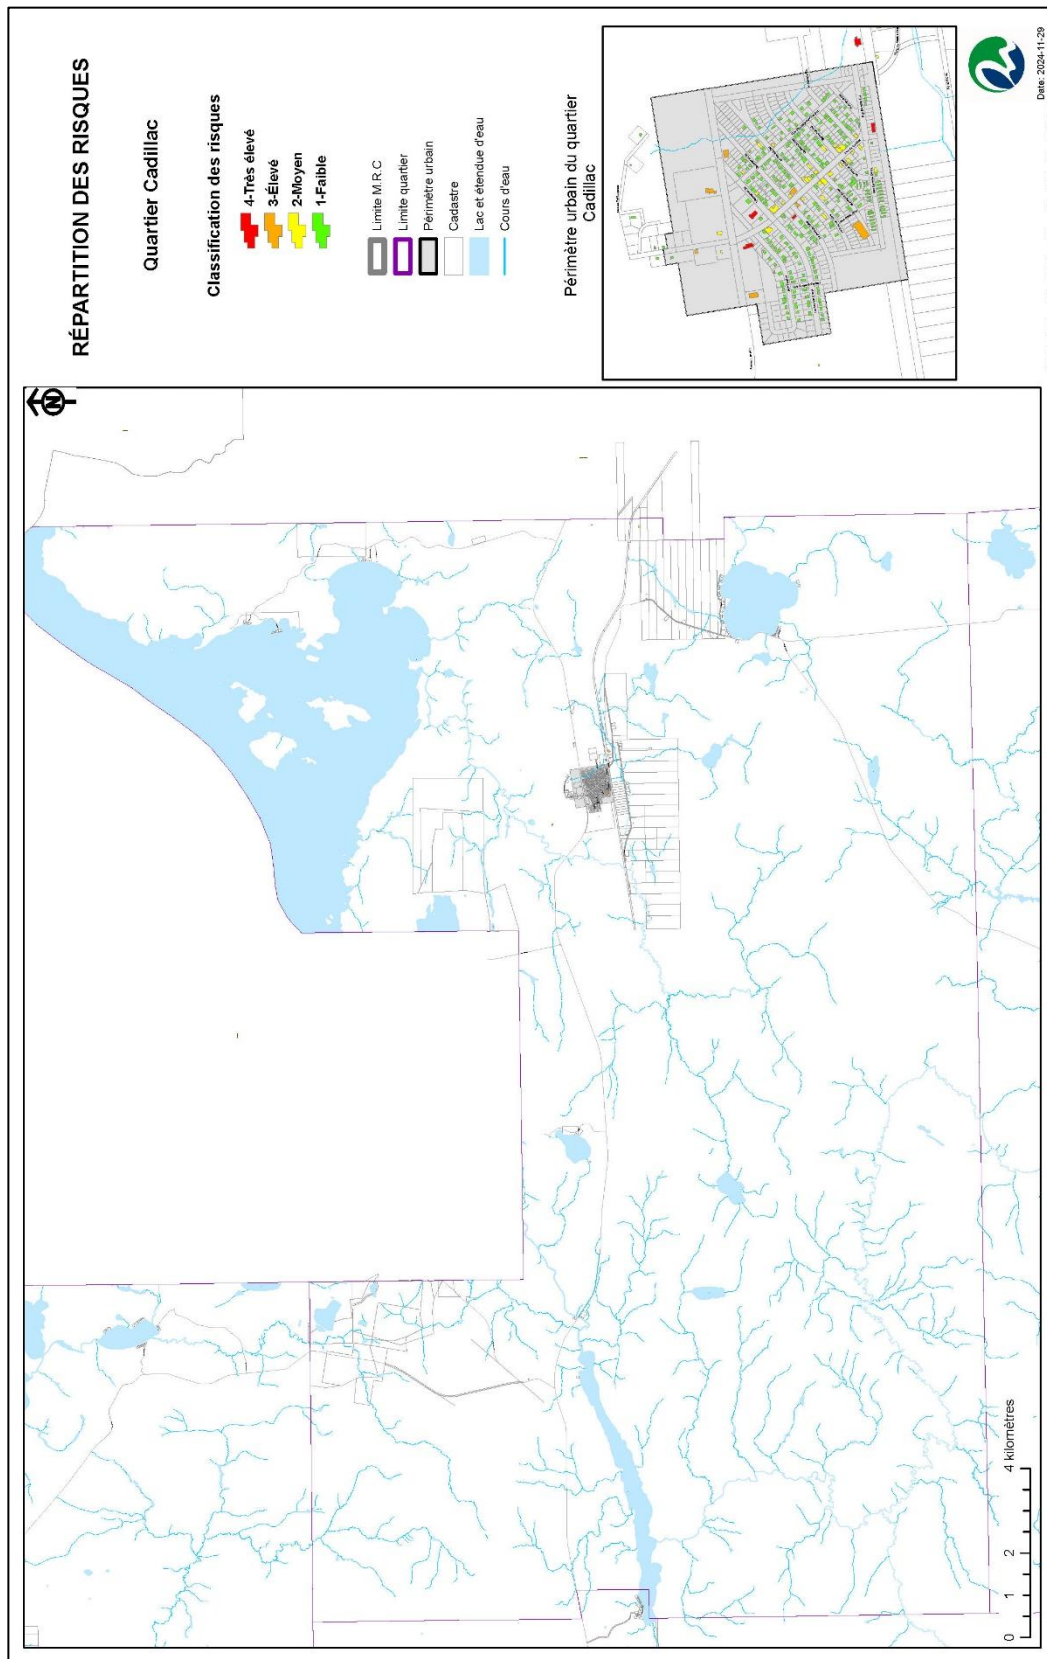 RÉPARTITION DES RISQUES
Quartier Cadillac
Classification des risques
4-Très élevé
3-Élevé
2-Moyen
1-Faible
Limite M.R.C
Limite quartier
Périmètre urbain
Cadastre
Lac et étendue d'eau
Cours d'eau
Périmètre urbain du quartier
Cadillac
Date: 2024-11-29
N
0 1 2 4 kilomètres